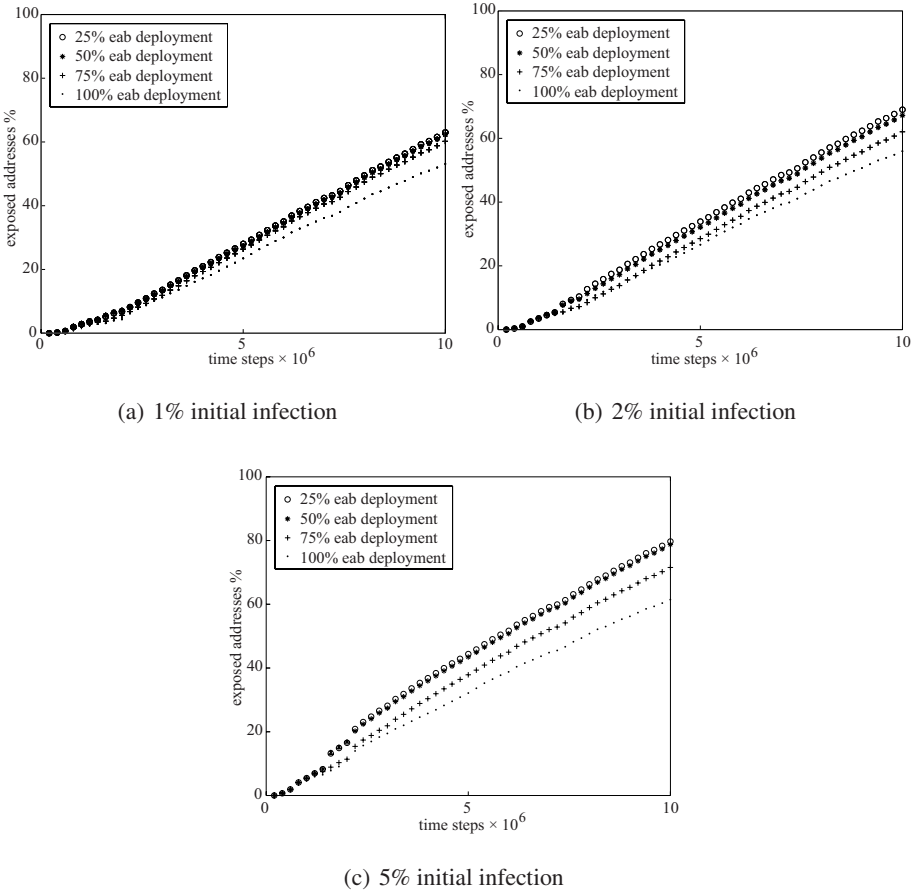 100
25% eab deployment
50% eab deployment
75% eab deployment
100% eab deployment
80
60
40
20
0
exposed addresses %
0
5
10
time steps × 10^6
(a) 1% initial infection
100
25% eab deployment
50% eab deployment
75% eab deployment
100% eab deployment
80
60
40
20
0
exposed addresses %
0
5
10
time steps × 10^6
(b) 2% initial infection
100
25% eab deployment
50% eab deployment
75% eab deployment
100% eab deployment
80
60
40
20
0
exposed addresses %
0
5
10
time steps × 10^6
(c) 5% initial infection